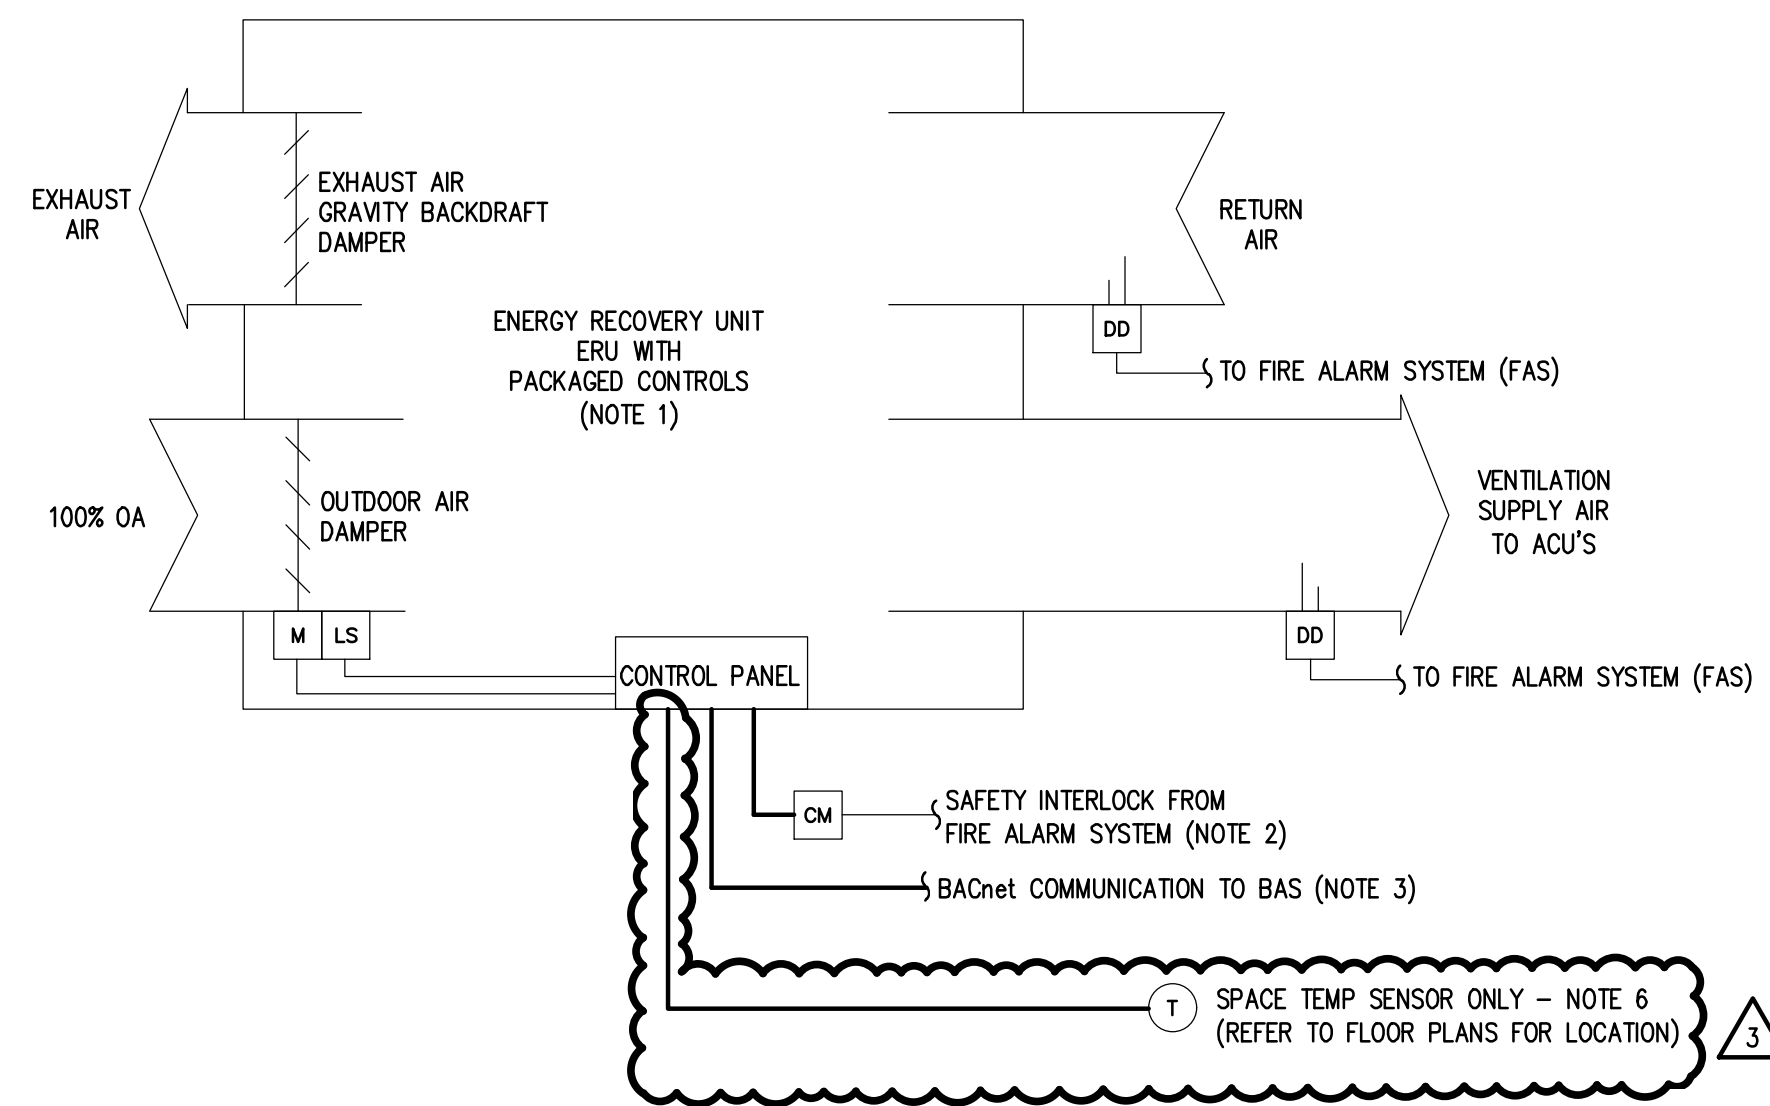 EXHAUST
AIR
EXHAUST AIR
GRAVITY BACKDRAFT
DAMPER
RETURN
AIR
ENERGY RECOVERY UNIT
ERU WITH
PACKAGED CONTROLS
(NOTE 1)
DD
TO FIRE ALARM SYSTEM (FAS)
100% OA
OUTDOOR AIR
DAMPER
VENTILATION
SUPPLY AIR
TO ACU'S
M
LS
DD
CONTROL PANEL
TO FIRE ALARM SYSTEM (FAS)
CM
SAFETY INTERLOCK FROM
FIRE ALARM SYSTEM (NOTE 2)
BACnet COMMUNICATION TO BAS (NOTE 3)
T
SPACE TEMP SENSOR ONLY – NOTE 6
(REFER TO FLOOR PLANS FOR LOCATION)
3